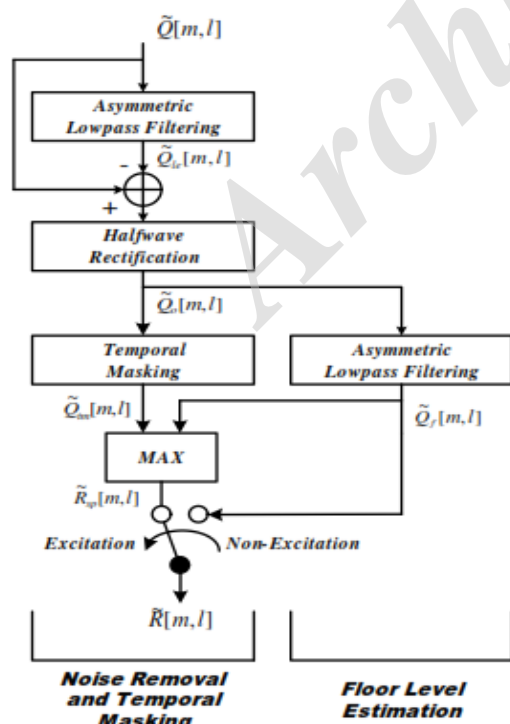 Q̃[m,l]
Asymmetric
Lowpass Filtering
-
Q̃le[m,l]
+
Halfwave
Rectification
Q̃o[m,l]
Temporal
Masking
Asymmetric
Lowpass Filtering
Q̃tm[m,l]
Q̃f[m,l]
MAX
R̃sp[m,l]
Excitation
Non-Excitation
R̃[m,l]
Noise Removal
and Temporal
Masking
Floor Level
Estimation